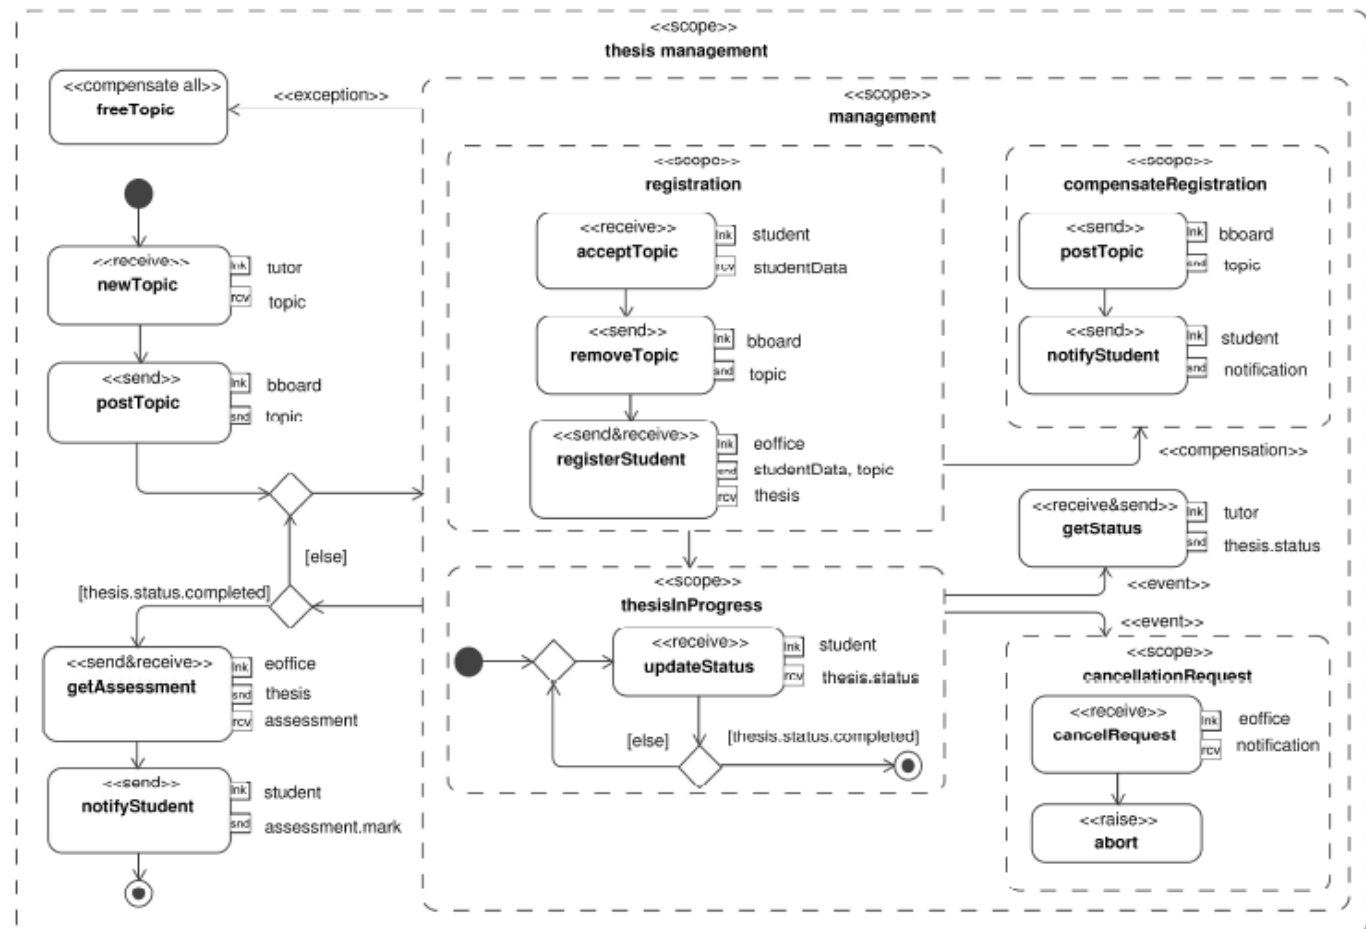 <<scope>>
thesis management
<<compensate all>>
freeTopic
<<exception>>
<<receive>>
newTopic
lnk tutor
rcv topic
<<send>>
postTopic
lnk bboard
snd topic
[else]
[thesis.status.completed]
<<send&receive>>
getAssessment
lnk eoffice
snd thesis
rcv assessment
<<send>>
notifyStudent
lnk student
snd assessment.mark
<<scope>>
management
<<scope>>
registration
<<receive>>
acceptTopic
lnk student
rcv studentData
<<send>>
removeTopic
lnk bboard
snd topic
<<send&receive>>
registerStudent
lnk eoffice
snd studentData, topic
rcv thesis
<<scope>>
thesisInProgress
<<receive>>
updateStatus
lnk student
rcv thesis.status
[else]
[thesis.status.completed]
<<scope>>
compensateRegistration
<<send>>
postTopic
lnk bboard
snd topic
<<send>>
notifyStudent
lnk student
snd notification
<<compensation>>
<<receive&send>>
getStatus
lnk tutor
snd thesis.status
<<event>>
<<event>>
<<scope>>
cancellationRequest
<<receive>>
cancelRequest
lnk eoffice
rcv notification
<<raise>>
abort